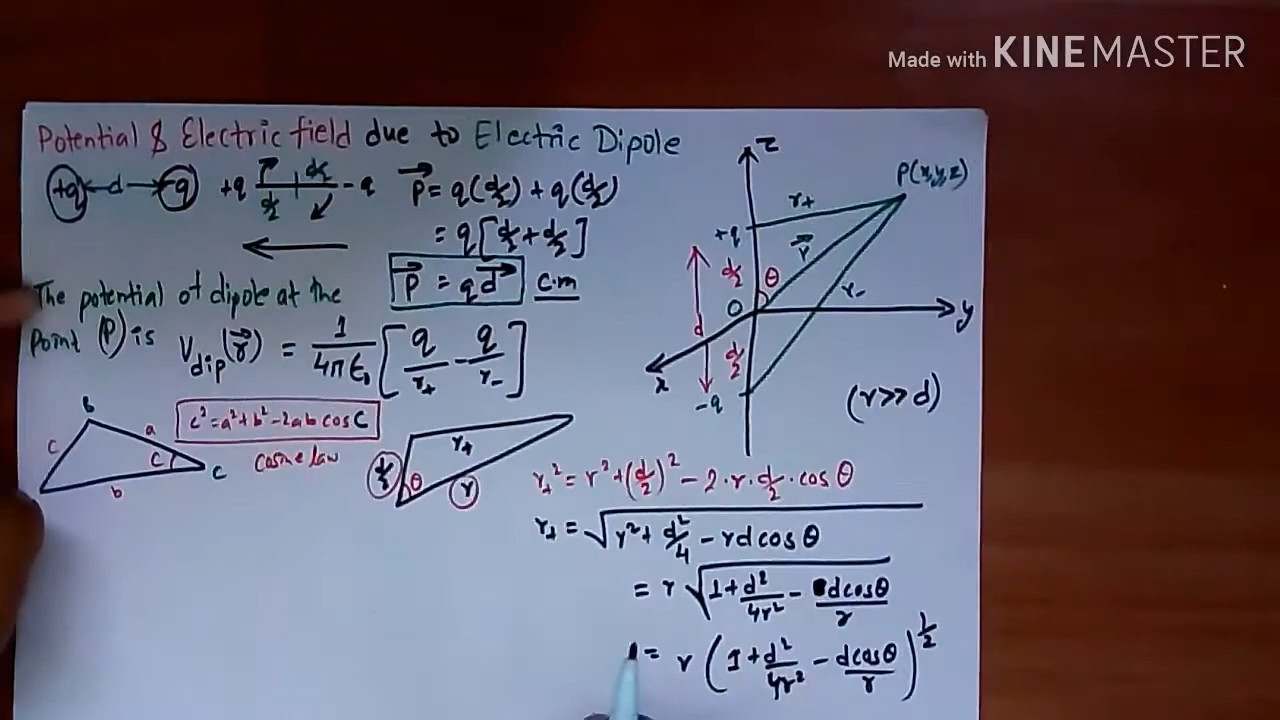 Made with KINEMASTER
Potential & Electric field due to Electric Dipole
+q d -q
+q d/2 d/2 -q
P⃗ = q(d/2) + q(d/2)
= q[d/2 + d/2]
P⃗ = qd⃗ c.m
The potential of dipole at the
Point (P) is V_dip(r⃗) = 1/4πϵ₀ [q/r₊ - q/r₋]
B
c a
c C
b
c² = a² + b² - 2ab cos C
cosine law
d/2 θ r₊ r
z
P(x,y,z)
r₊
+q
r⃗
d/2 θ
r₋
O
y
d
x
d/2
-q
(r>>d)
r₊² = r² + (d/2)² - 2·r·d/2·cos θ
r₊ = √(r² + d²/4 - rd cos θ)
= r √(1 + d²/4r² - d cos θ/r)
= r (1 + d²/4r² - d cos θ/r)^1/2